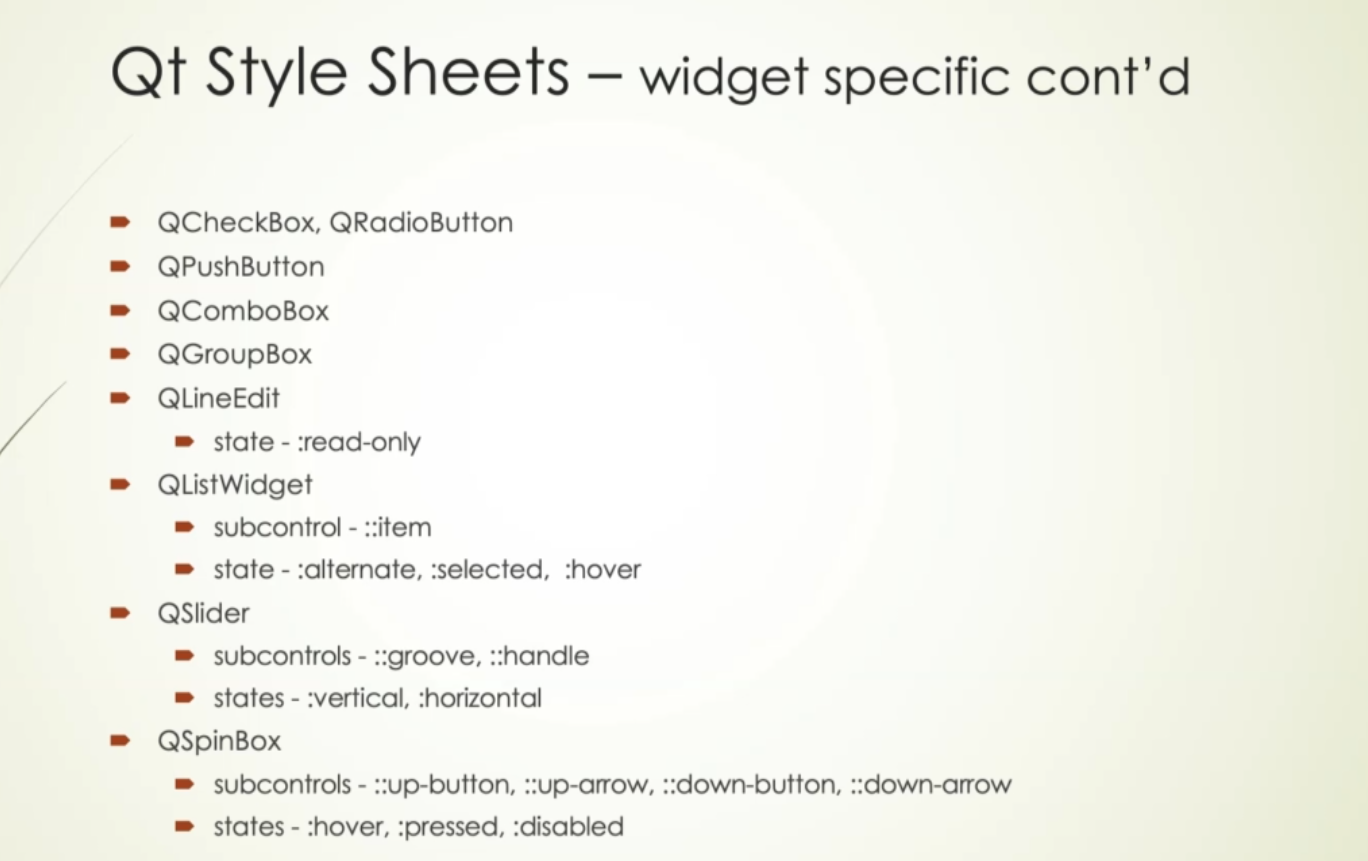 Qt Style Sheets – widget specific cont’d
QCheckBox, QRadioButton
QPushButton
QComboBox
QGroupBox
QLineEdit
state - :read-only
QListWidget
subcontrol - ::item
state - :alternate, :selected,  :hover
QSlider
subcontrols - ::groove, ::handle
states - :vertical, :horizontal
QSpinBox
subcontrols - ::up-button, ::up-arrow, ::down-button, ::down-arrow
states - :hover, :pressed, :disabled